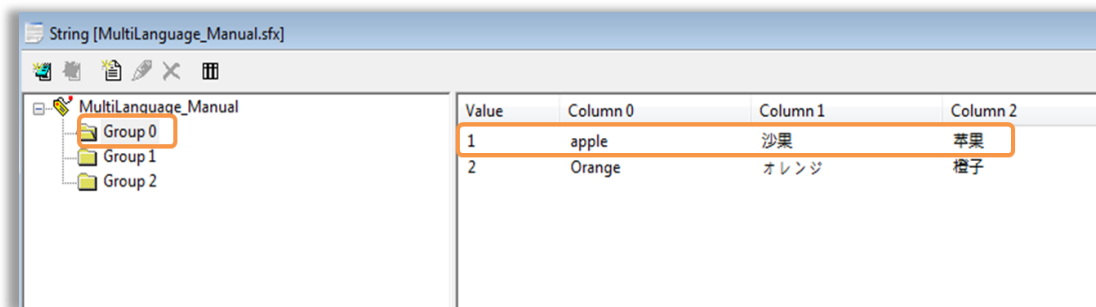 String [MultiLanguage_Manual.sfx]
MultiLanguage_Manual
Group 0
Group 1
Group 2
Value Column 0 Column 1 Column 2
1 apple 沙果 苹果
2 Orange オレンジ 橙子